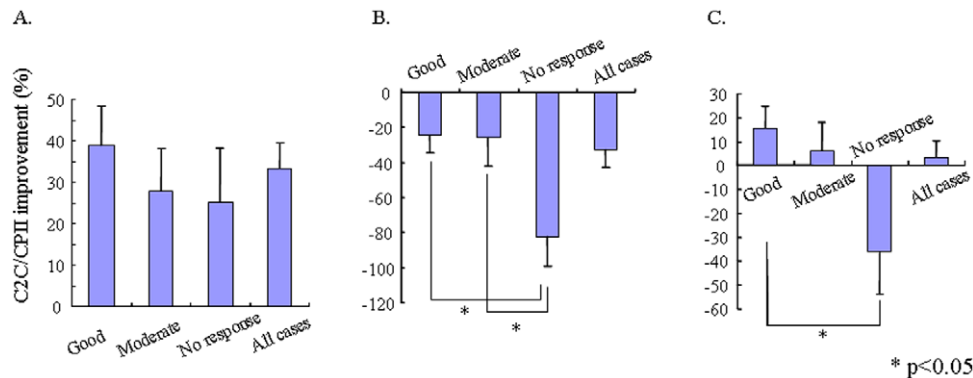 A.
B.
C.
C2C/CPII improvement (%)
50
40
30
20
10
0
Good
Moderate
No response
All cases
Good
Moderate
No response
All cases
0
-20
-40
-60
-80
-100
-120
*
*
30
20
10
0
-10
-20
-30
-40
-50
-60
Good
Moderate
No response
All cases
*
* p<0.05